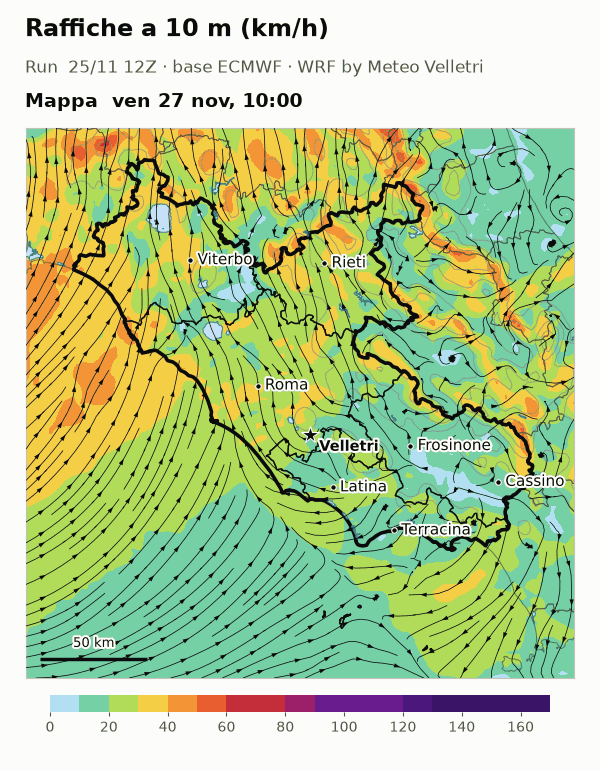 Raffiche a 10 m (km/h)
Run  25/11 12Z · base ECMWF · WRF by Meteo Velletri
Mappa  ven 27 nov, 10:00
Viterbo
Rieti
Roma
Velletri
Frosinone
Latina
Cassino
Terracina
50 km
0 20 40 60 80 100 120 140 160